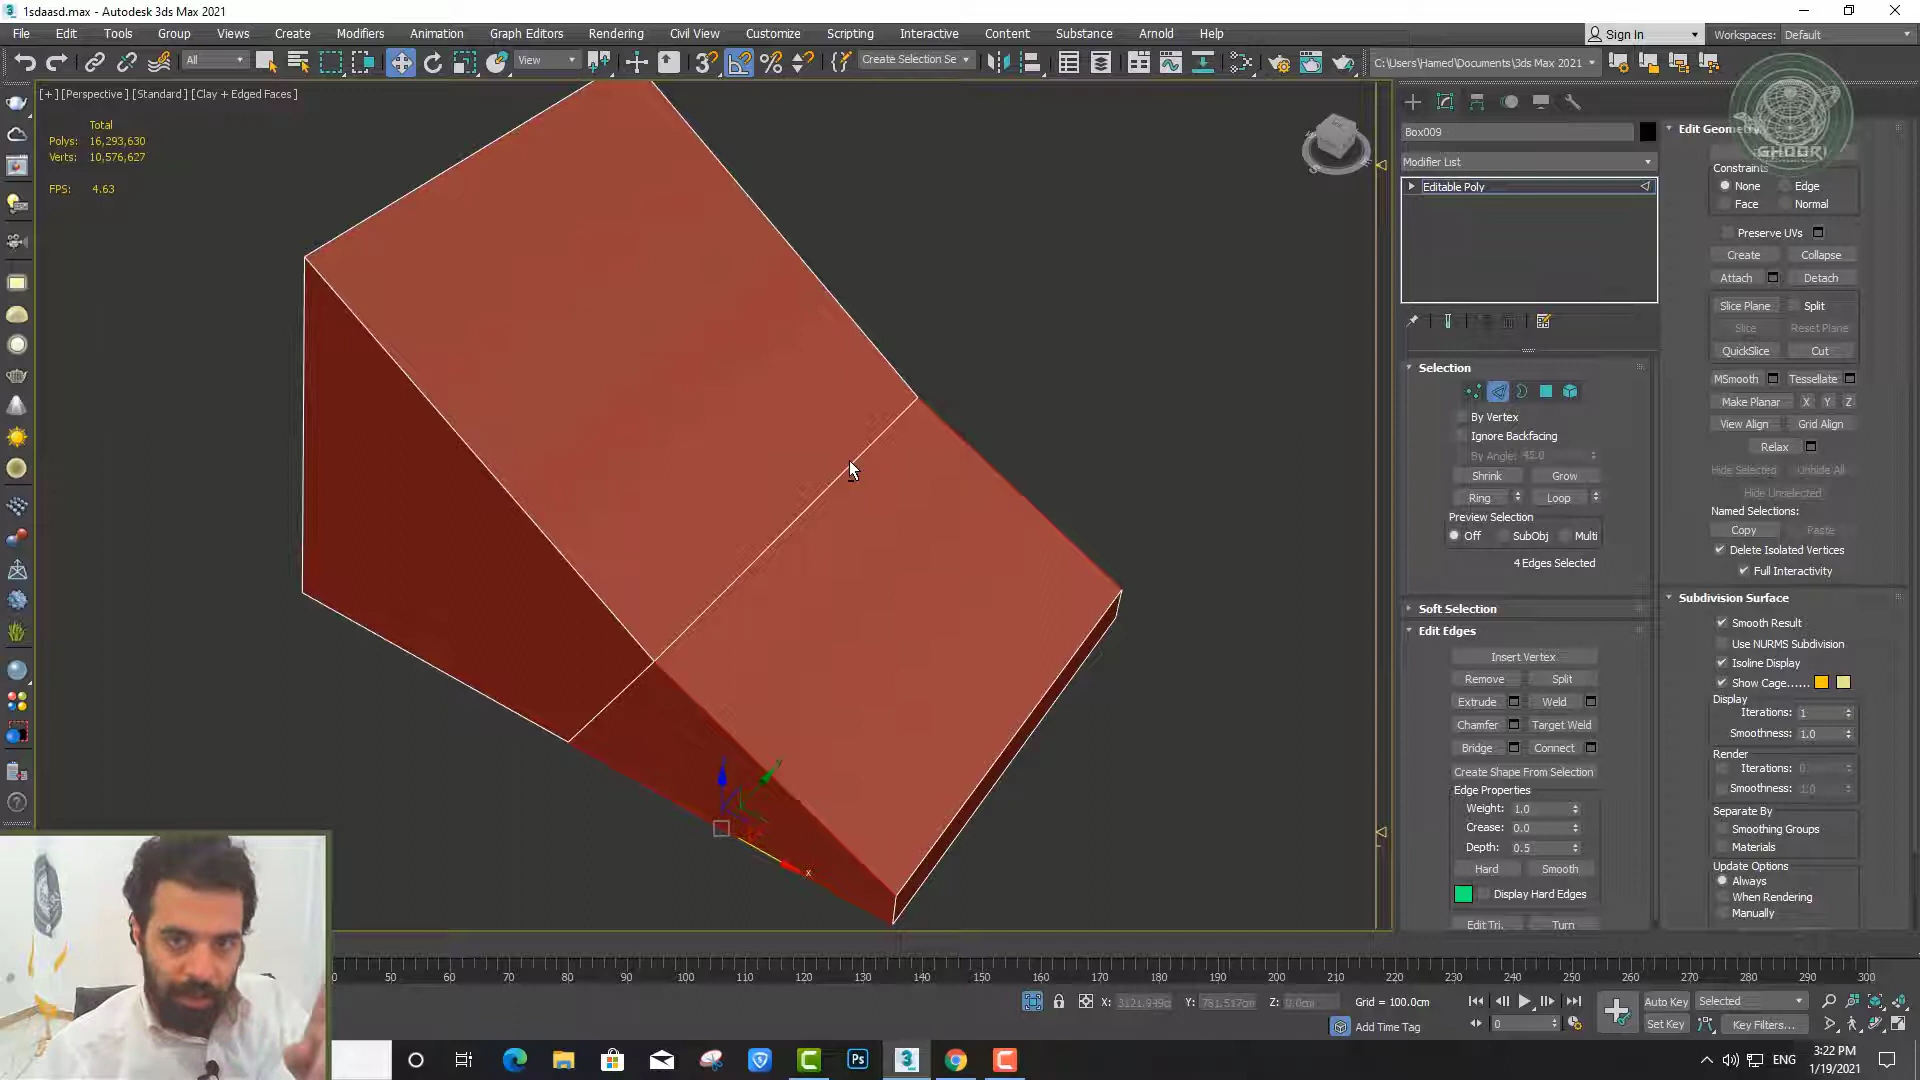 1sdaasd.max - Autodesk 3ds Max 2021
File Edit Tools Group Views Create Modifiers Animation Graph Editors Rendering Civil View Customize Scripting Interactive Content Substance Arnold Help
Sign In
Workspaces: Default
All
View
Create Selection Se
C:\Users\Hamed\Documents\3ds Max 2021
[+] [Perspective ] [Standard ] [Clay + Edged Faces ]
Total
Polys: 16,293,630
Verts: 10,576,627
FPS: 4.63
x
y
GHOORI
Box009
Modifier List
Editable Poly
Selection
By Vertex
Ignore Backfacing
By Angle: 45.0
Shrink Grow
Ring Loop
Preview Selection
Off SubObj Multi
4 Edges Selected
Soft Selection
Edit Edges
Insert Vertex
Remove Split
Extrude Weld
Chamfer Target Weld
Bridge Connect
Create Shape From Selection
Edge Properties
Weight: 1.0
Crease: 0.0
Depth: 0.5
Hard Smooth
Display Hard Edges
Edit Tri. Turn
Edit Geometry
Constraints
None Edge
Face Normal
Preserve UVs
Create Collapse
Attach Detach
Slice Plane Split
Slice Reset Plane
QuickSlice Cut
MSmooth Tessellate
Make Planar X Y Z
View Align Grid Align
Relax
Hide Selected Unhide All
Hide Unselected
Named Selections:
Copy Paste
Delete Isolated Vertices
Full Interactivity
Subdivision Surface
Smooth Result
Use NURMS Subdivision
Isoline Display
Show Cage......
Display
Iterations: 1
Smoothness: 1.0
Render
Iterations: 0
Smoothness: 1.0
Separate By
Smoothing Groups
Materials
Update Options
Always
When Rendering
Manually
50 60 70 80 90 100 110 120 130 140 150 160 170 180 190 200 210 220 230 240 250 260 270 280 290 300
X: Y: Z: 0.0cm Grid = 100.0cm
Add Time Tag
0
Auto Key Selected
Set Key Key Filters...
Ps
3
ENG
3:22 PM
1/19/2021